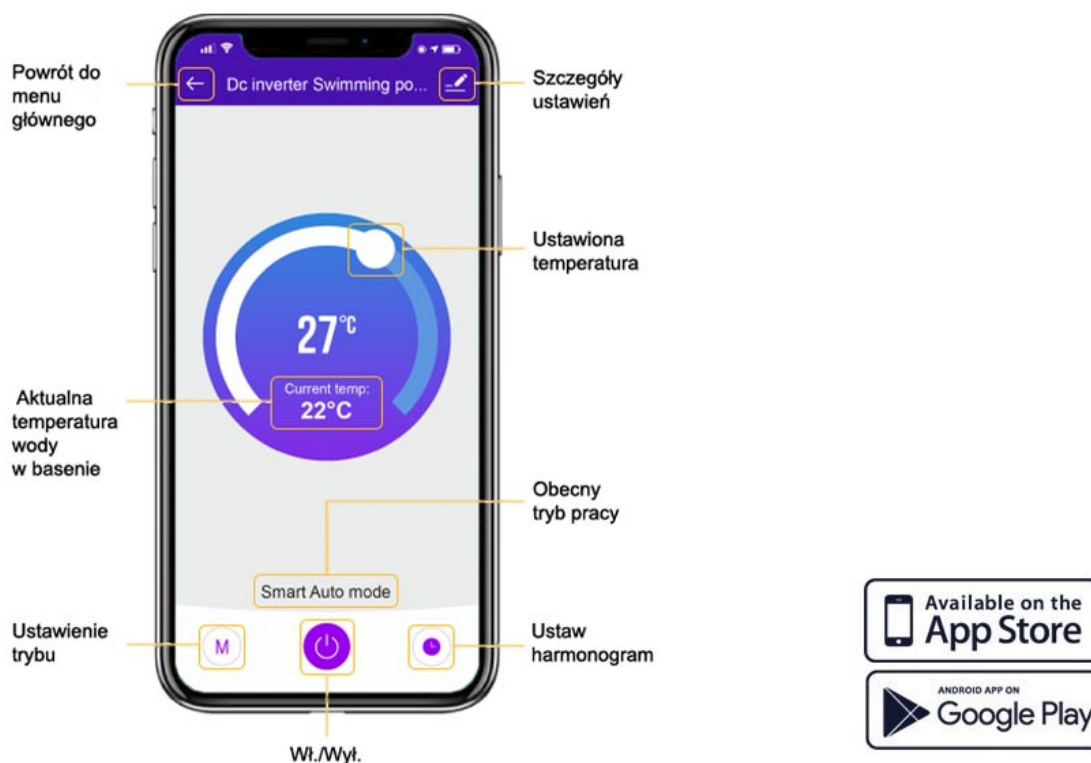 Powrót do
menu
głównego
Dc inverter Swimming po...
Szczegóły
ustawień
Ustawiona
temperatura
27°C
Current temp:
22°C
Aktualna
temperatura
wody
w basenie
Obecny
tryb pracy
Smart Auto mode
Ustawienie
trybu
M
Ustaw
harmonogram
Wł./Wył.
Available on the
App Store
ANDROID APP ON
Google Play